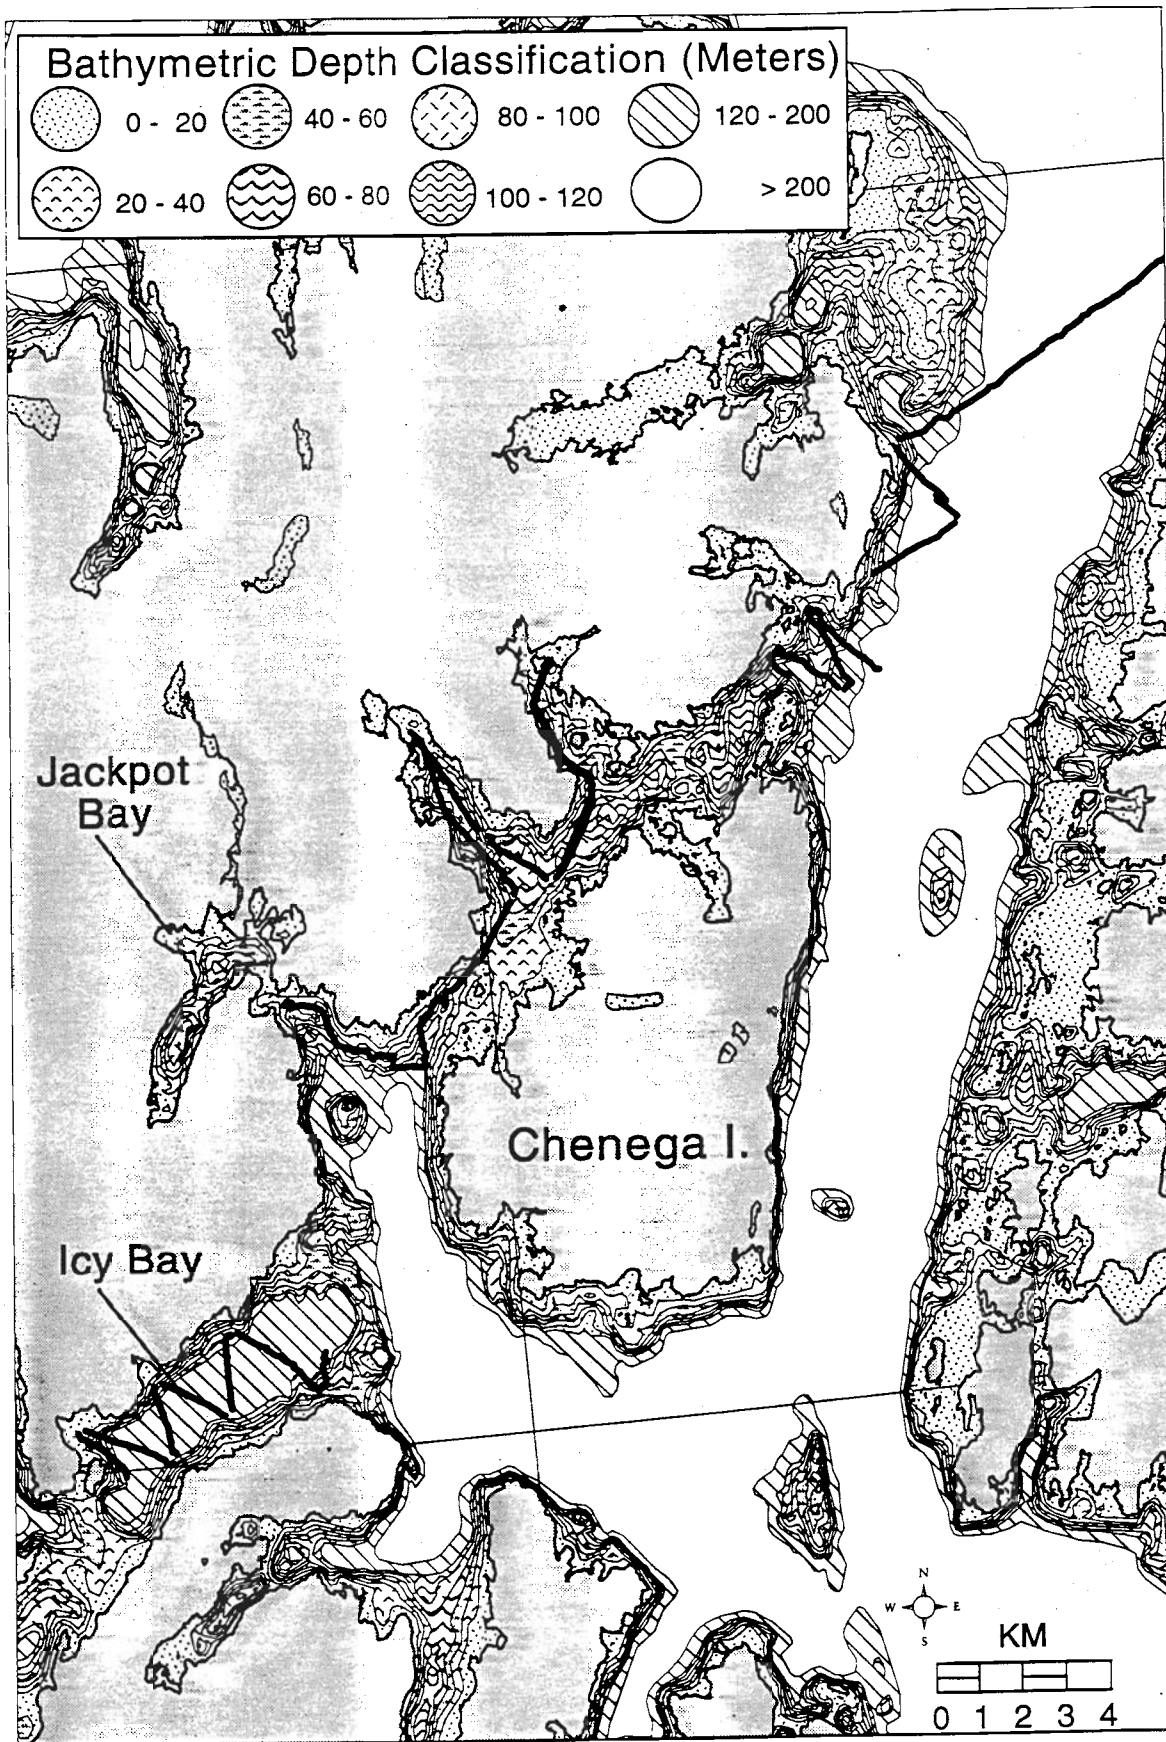 Bathymetric Depth Classification (Meters)
0 - 20 40 - 60 80 - 100 120 - 200
20 - 40 60 - 80 100 - 120 > 200
Jackpot
Bay
Chenega I.
Icy Bay
N
W E
S
KM
0 1 2 3 4